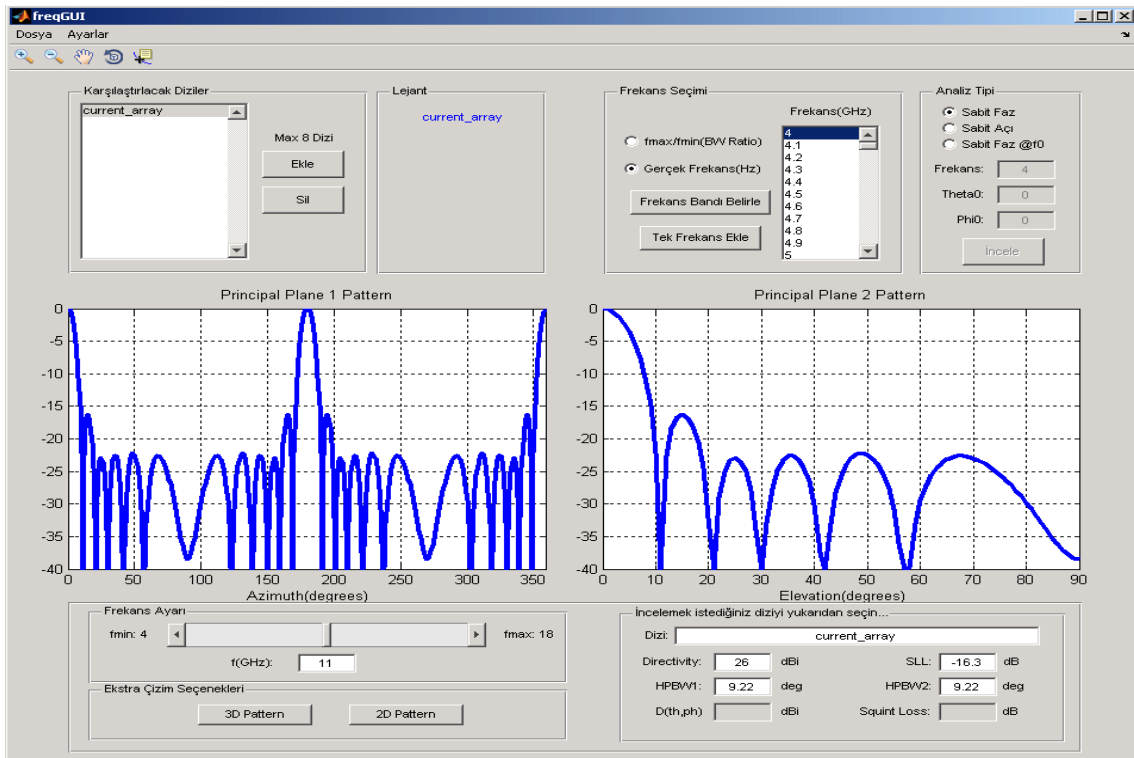 freqGUI
Dosya Ayarlar
Karşılaştırlacak Diziler
current_array
Max 8 Dizi
Ekle
Sil
Lejant
current_array
Frekans Seçimi
Frekans(GHz)
fmax/fmin(BW Ratio)
Gerçek Frekans(Hz)
Frekans Bandı Belirle
Tek Frekans Ekle
4
4.1
4.2
4.3
4.4
4.5
4.6
4.7
4.8
4.9
5
Analiz Tipi
Sabit Faz
Sabit Açı
Sabit Faz @f0
Frekans: 4
Theta0: 0
Phi0: 0
İncele
Principal Plane 1 Pattern
0
-5
-10
-15
-20
-25
-30
-35
-40
0 50 100 150 200 250 300 350
Azimuth(degrees)
Principal Plane 2 Pattern
0
-5
-10
-15
-20
-25
-30
-35
-40
0 10 20 30 40 50 60 70 80 90
Elevation(degrees)
Frekans Ayarı
fmin: 4 fmax: 18
f(GHz): 11
Ekstra Çizim Seçenekleri
3D Pattern 2D Pattern
İncelemek istediğiniz diziyi yukarıdan seçin...
Dizi: current_array
Directivity: 26 dBi SLL: -16.3 dB
HPBW1: 9.22 deg HPBW2: 9.22 deg
D(th,ph) dBi Squint Loss: dB